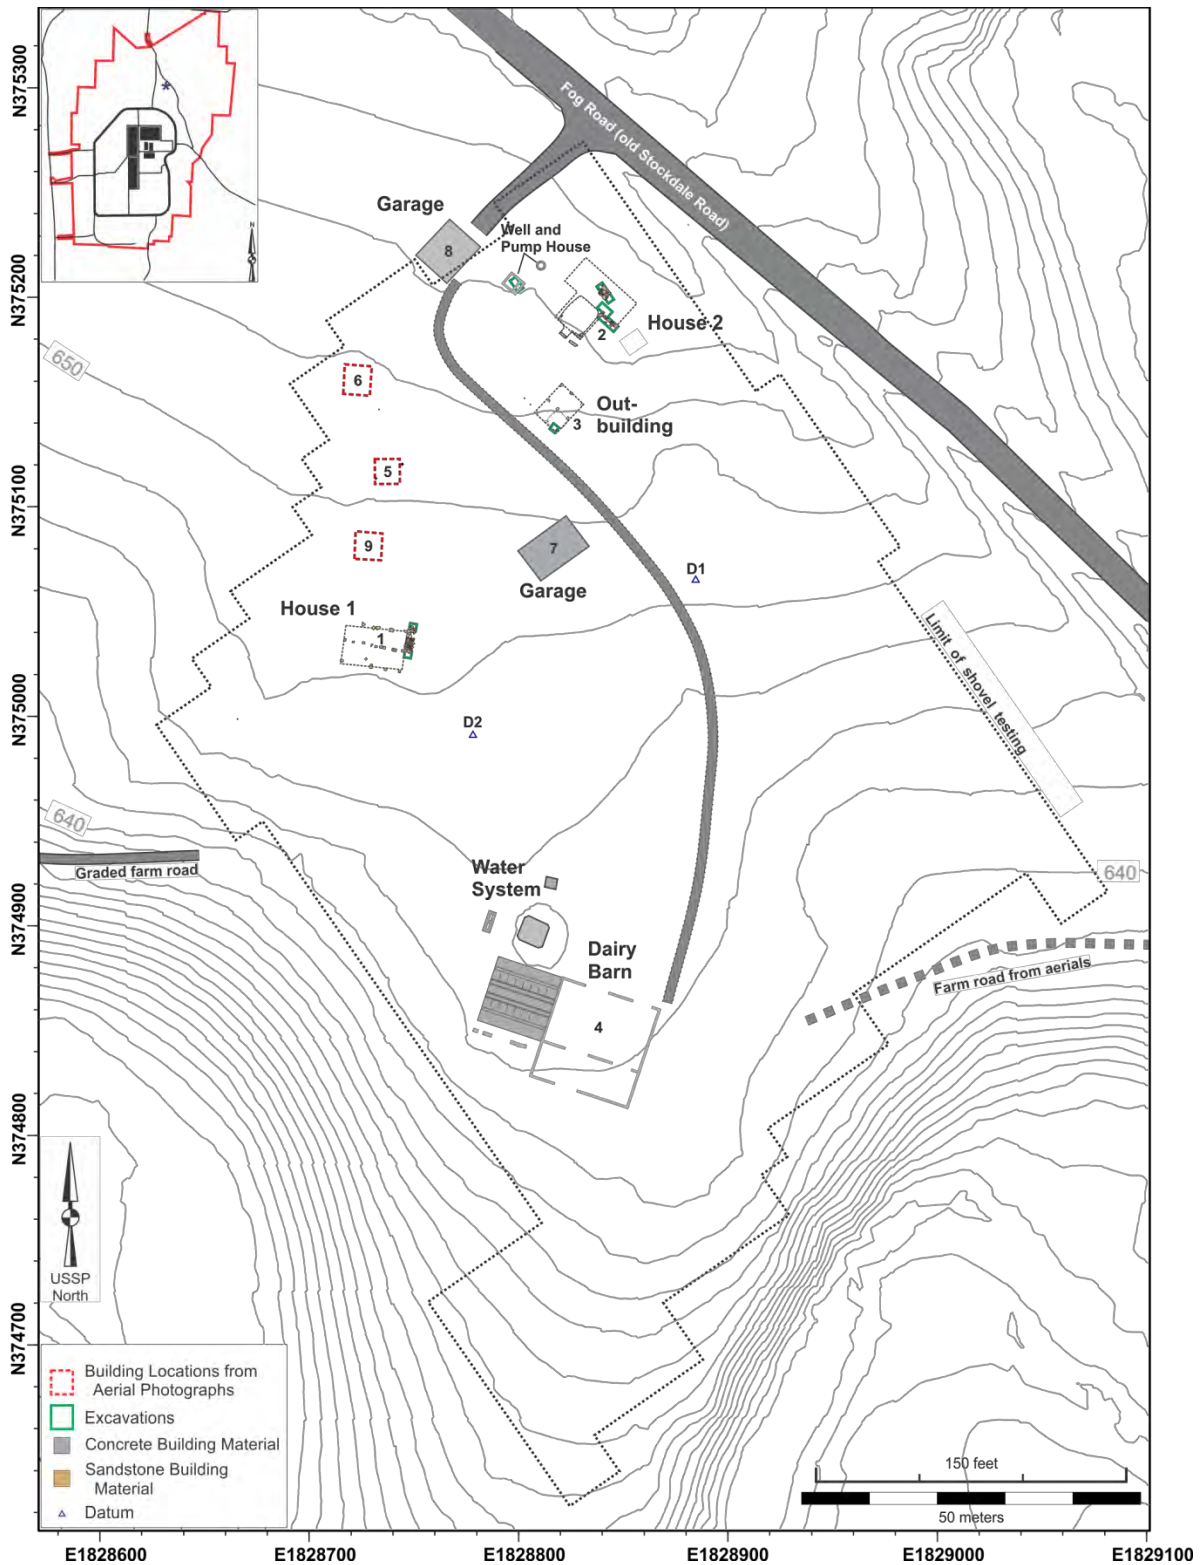 N
N375300
N375200
N375100
N375000
N374900
N374800
N374700
Fog Road (old Stockdale Road)
Garage
8
Well and
Pump House
2
House 2
650
6
Out-
building
3
5
9
7
Garage
D1
House 1
1
Limit of shovel testing
D2
640
Graded farm road
Water
System
640
Dairy
Barn
4
Farm road from aerials
USSP
North
Building Locations from
Aerial Photographs
Excavations
Concrete Building Material
Sandstone Building
Material
Datum
150 feet
50 meters
E1828600
E1828700
E1828800
E1828900
E1829000
E1829100